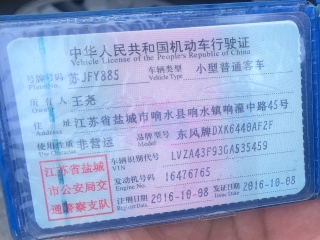 中华人民共和国机动车行驶证
Vehicle License of the People's Republic of China
号牌号码 苏JFY885 车辆类型 小型普通客车
Plate No. Vehicle Type
所有人 王尧
Owner
住址 江苏省盐城市响水县响水镇响灌中路45号
Address
使用性质 非营运 品牌型号 东风牌DXK6440AF2F
Use Character Model
江苏省盐城市公安局交通警察支队
车辆识别代号 LVZA43F93GA535459
VIN
发动机号码 16476765
Engine No.
注册日期 2016-10-08 发证日期 2016-10-08
Register Date Issue Date